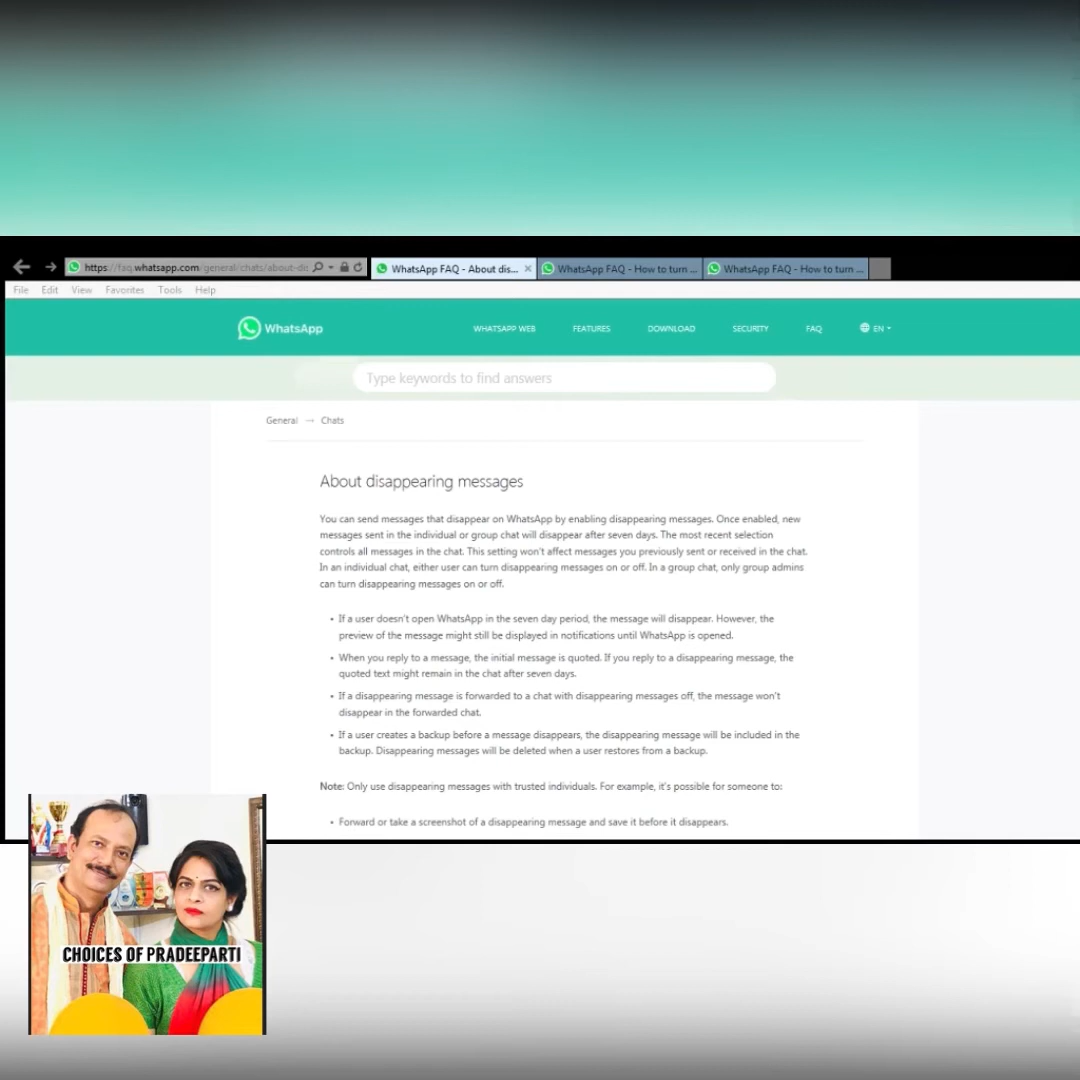 https://faq.whatsapp.com/general/chats/about-dis
WhatsApp FAQ - About dis...
WhatsApp FAQ - How to turn ...
WhatsApp FAQ - How to turn ...
File Edit View Favorites Tools Help
WhatsApp
WHATSAPP WEB FEATURES DOWNLOAD SECURITY FAQ EN
Type keywords to find answers
General → Chats
About disappearing messages
You can send messages that disappear on WhatsApp by enabling disappearing messages. Once enabled, new
messages sent in the individual or group chat will disappear after seven days. The most recent selection
controls all messages in the chat. This setting won't affect messages you previously sent or received in the chat.
In an individual chat, either user can turn disappearing messages on or off. In a group chat, only group admins
can turn disappearing messages on or off.
• If a user doesn't open WhatsApp in the seven day period, the message will disappear. However, the
preview of the message might still be displayed in notifications until WhatsApp is opened.
• When you reply to a message, the initial message is quoted. If you reply to a disappearing message, the
quoted text might remain in the chat after seven days.
• If a disappearing message is forwarded to a chat with disappearing messages off, the message won't
disappear in the forwarded chat.
• If a user creates a backup before a message disappears, the disappearing message will be included in the
backup. Disappearing messages will be deleted when a user restores from a backup.
Note: Only use disappearing messages with trusted individuals. For example, it's possible for someone to:
• Forward or take a screenshot of a disappearing message and save it before it disappears.
CHOICES OF PRADEEPARTI